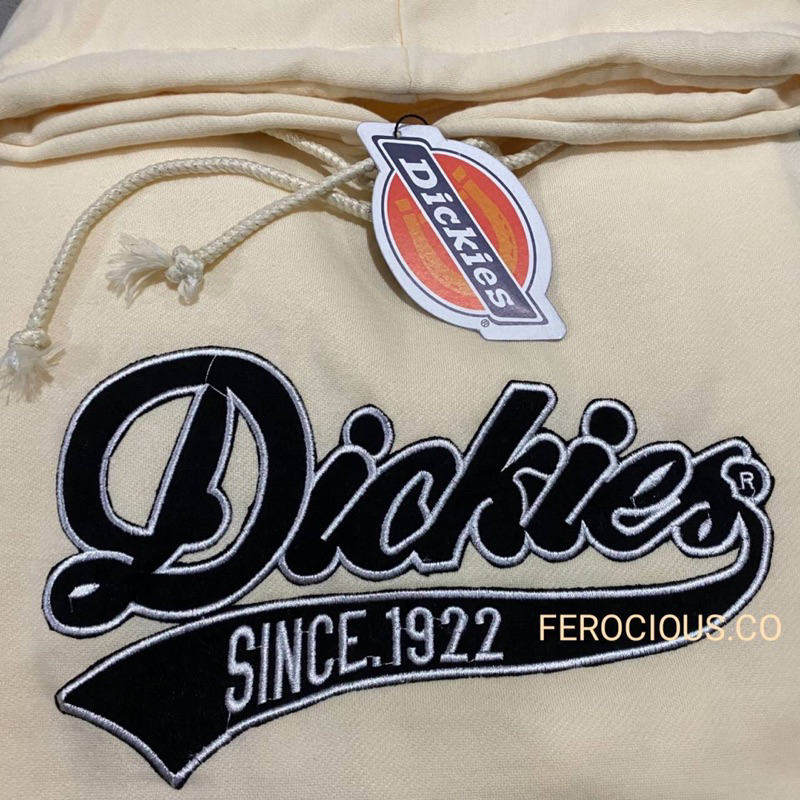 Dickies
®
Dickies ®
SINCE.1922
FEROCIOUS.CO